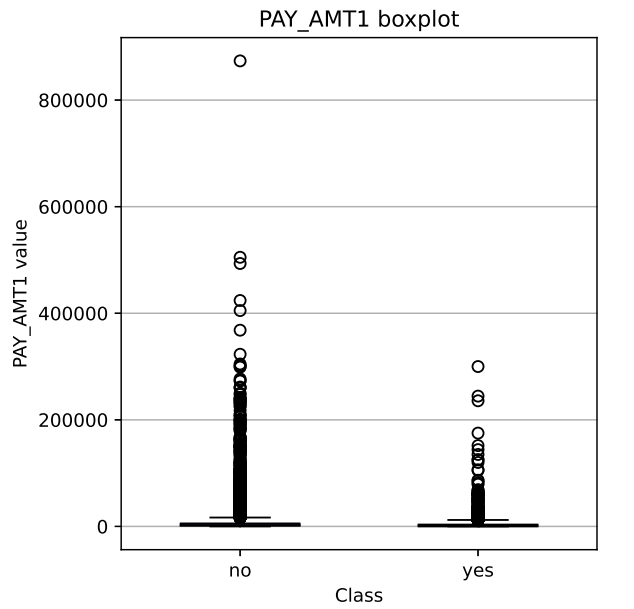 PAY_AMT1 boxplot
800000
600000
400000
200000
0
PAY_AMT1 value
no
yes
Class